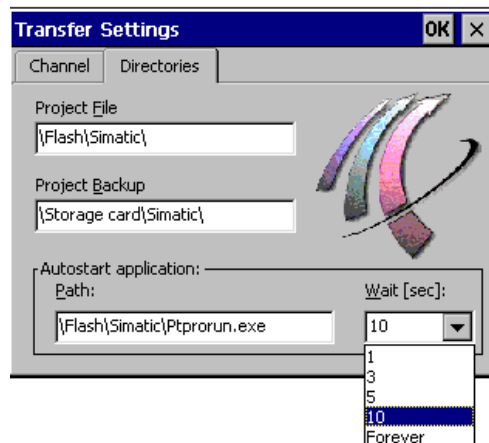 Transfer Settings OK ×
Channel Directories
Project File
\Flash\Simatic\
Project Backup
\Storage card\Simatic\
Autostart application:
Path: Wait [sec]:
\Flash\Simatic\Ptprorun.exe 10
1
3
5
10
Forever